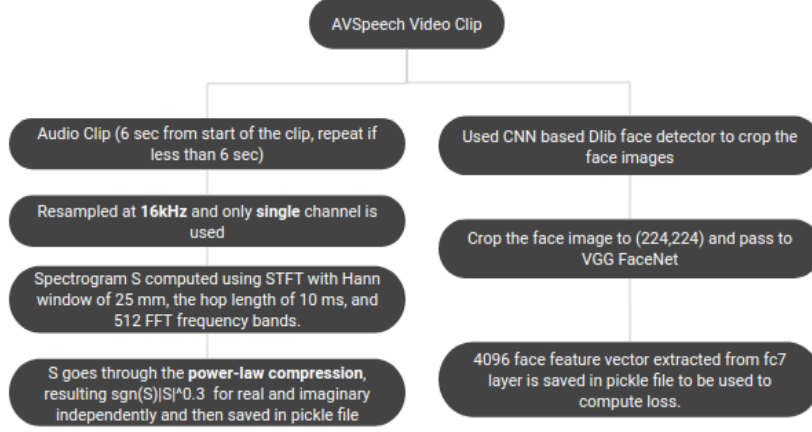 AVSpeech Video Clip
Audio Clip (6 sec from start of the clip, repeat if
less than 6 sec)
Resampled at 16kHz and only single channel is
used
Spectrogram S computed using STFT with Hann
window of 25 mm, the hop length of 10 ms, and
512 FFT frequency bands.
S goes through the power-law compression,
resulting sgn(S)|S|^0.3 for real and imaginary
independently and then saved in pickle file
Used CNN based Dlib face detector to crop the
face images
Crop the face image to (224,224) and pass to
VGG FaceNet
4096 face feature vector extracted from fc7
layer is saved in pickle file to be used to
compute loss.